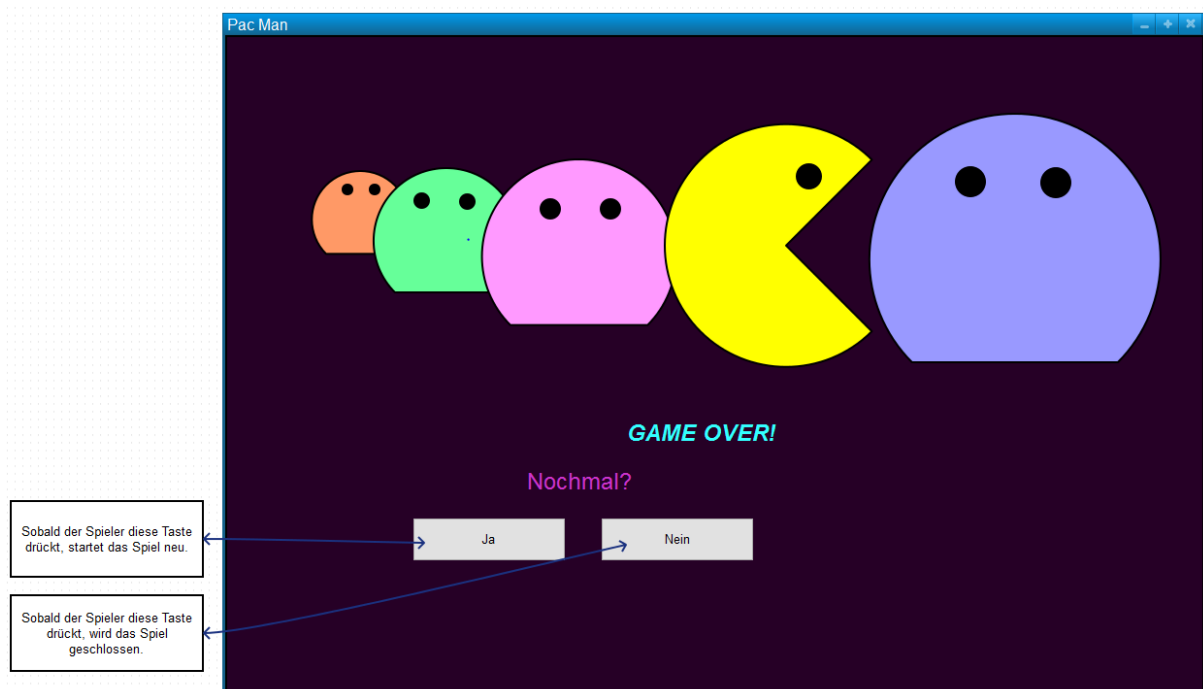 Pac Man
GAME OVER!
Nochmal?
Ja
Nein
Sobald der Spieler diese Taste
drückt, startet das Spiel neu.
Sobald der Spieler diese Taste
drückt, wird das Spiel
geschlossen.